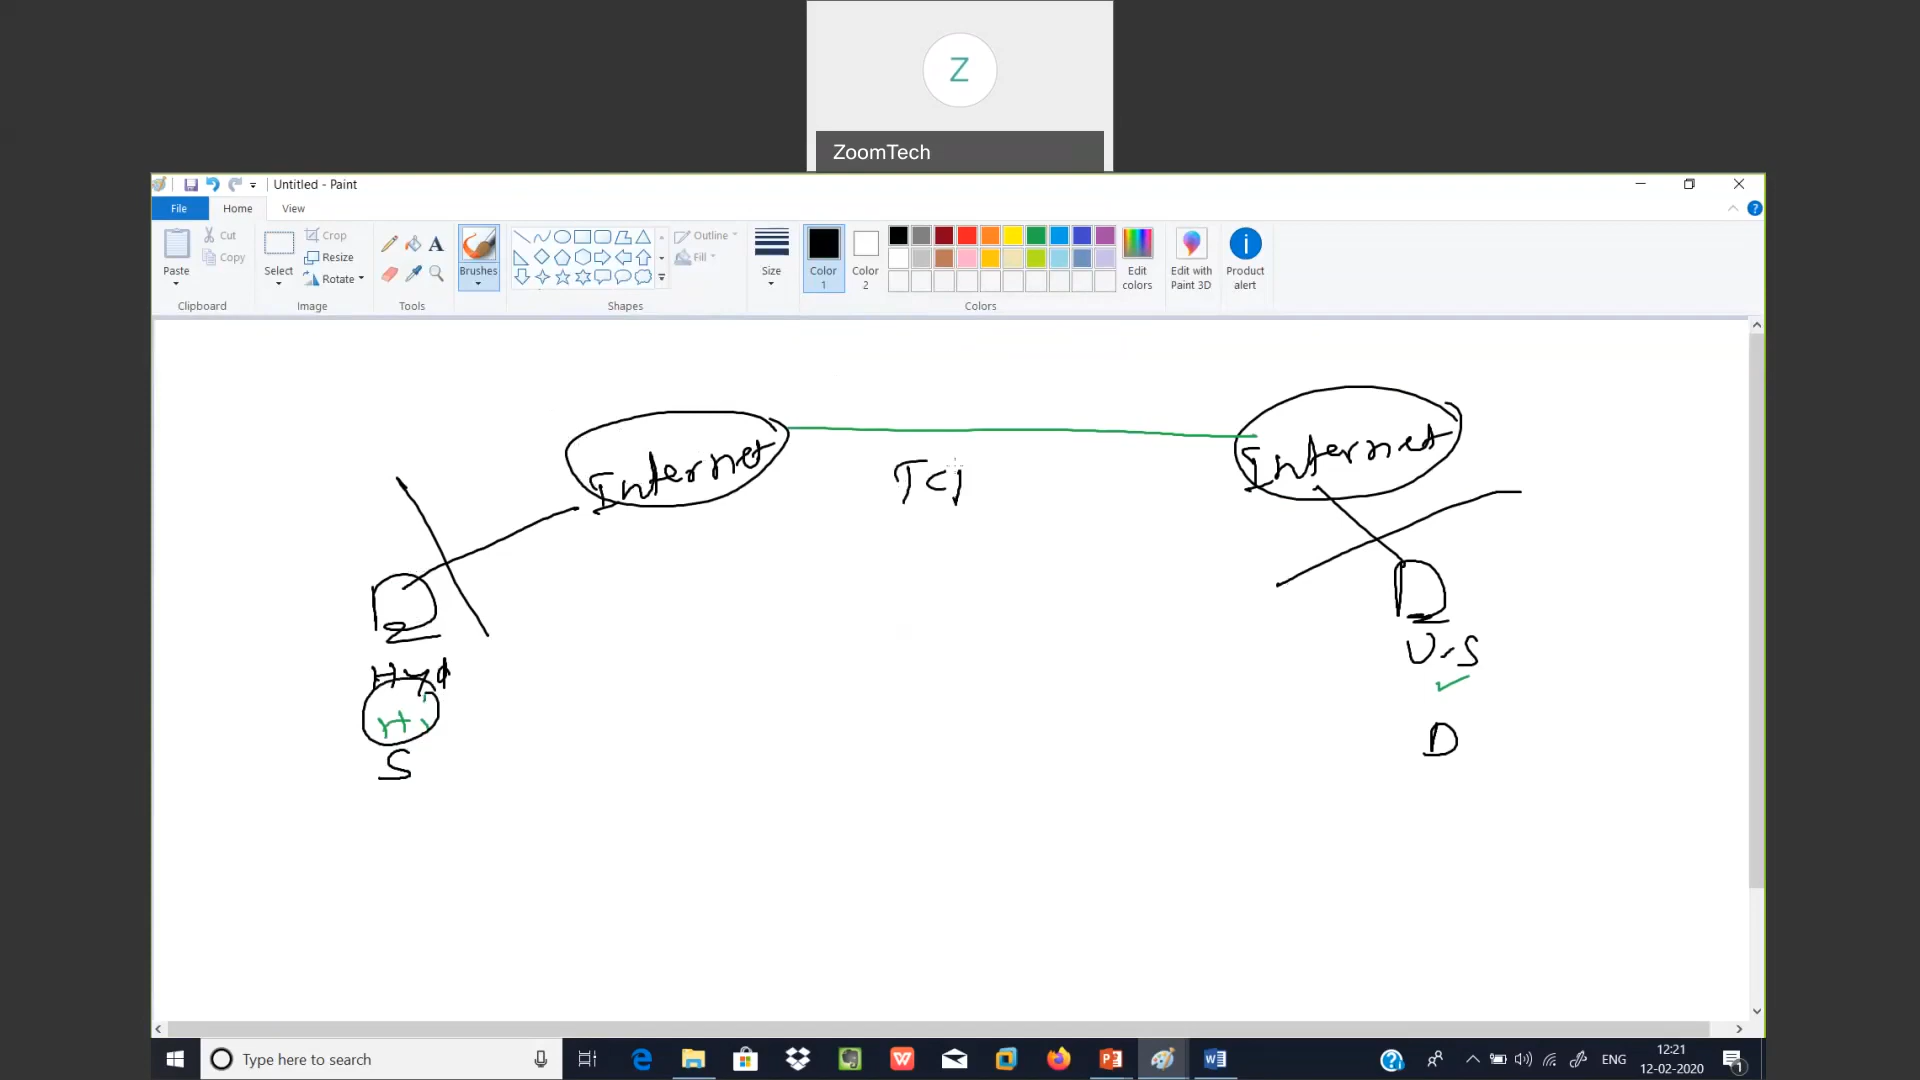 Z
ZoomTech
Untitled - Paint
File Home View
Paste
Cut
Copy
Clipboard
Select
Crop
Resize
Rotate
Image
A
Tools
Brushes
Outline
Fill
Shapes
Size
Color 1
Color 2
Edit colors
Colors
Edit with Paint 3D
Product alert
Internet
Internet
Hyd
S
U.S
D
Type here to search
ENG
12:21
12-02-2020
1